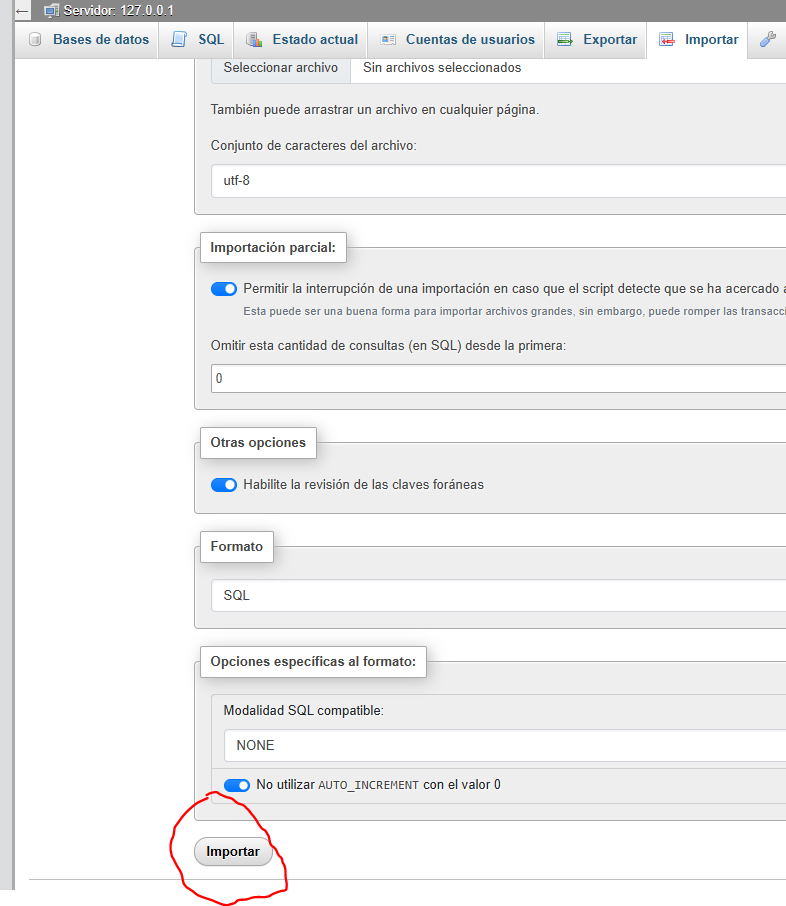 Servidor: 127.0.0.1
Bases de datos SQL Estado actual Cuentas de usuarios Exportar Importar
Seleccionar archivo Sin archivos seleccionados
También puede arrastrar un archivo en cualquier página.
Conjunto de caracteres del archivo:
utf-8
Importación parcial:
Permitir la interrupción de una importación en caso que el script detecte que se ha acercado
Esta puede ser una buena forma para importar archivos grandes, sin embargo, puede romper las transacci
Omitir esta cantidad de consultas (en SQL) desde la primera:
0
Otras opciones
Habilite la revisión de las claves foráneas
Formato
SQL
Opciones específicas al formato:
Modalidad SQL compatible:
NONE
No utilizar AUTO_INCREMENT con el valor 0
Importar